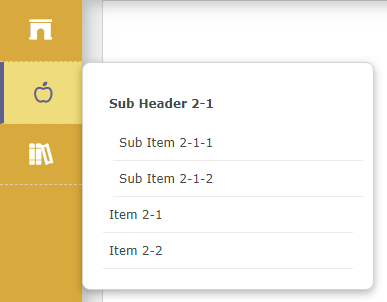 Sub Header 2-1
Sub Item 2-1-1
Sub Item 2-1-2
Item 2-1
Item 2-2